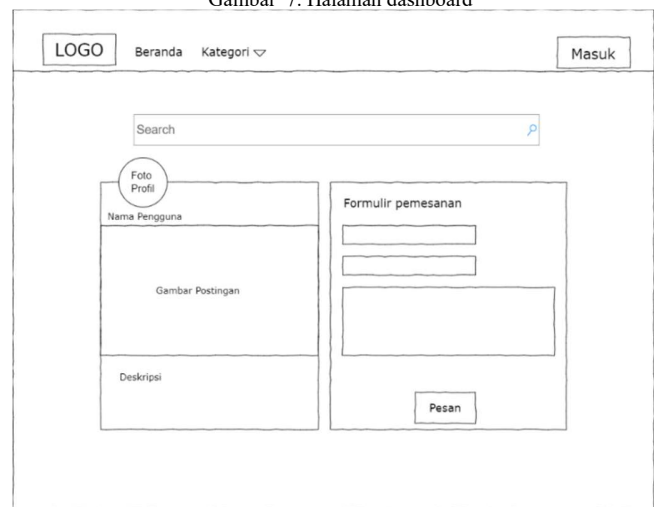 Gambar 7. Halaman dashboard
LOGO
Beranda
Kategori
Masuk
Search
Foto
Profil
Nama Pengguna
Gambar Postingan
Deskripsi
Formulir pemesanan
Pesan